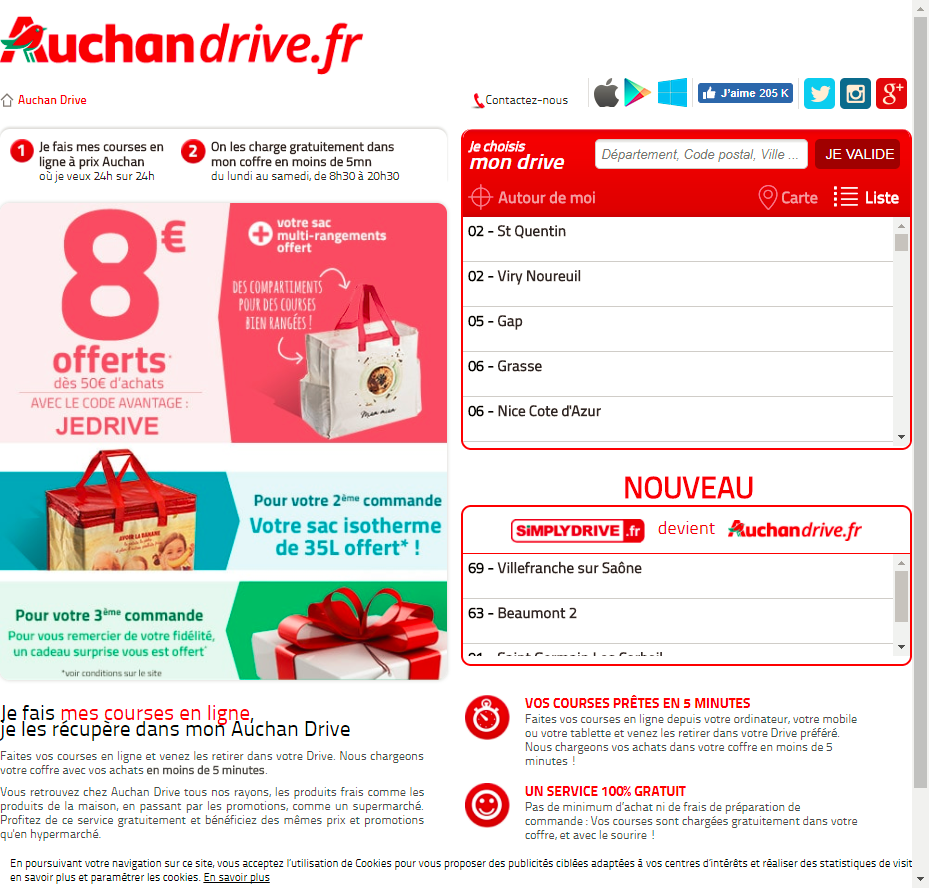 Auchandrive.fr
Auchan Drive
Contactez-nous
J'aime 205 K
g+
1 Je fais mes courses en
ligne à prix Auchan
où je veux 24h sur 24h
2 On les charge gratuitement dans
mon coffre en moins de 5mn
du lundi au samedi, de 8h30 à 20h30
8€
offerts*
dès 50€ d'achats
AVEC LE CODE AVANTAGE :
JEDRIVE
+ votre sac
multi-rangements
offert
DES COMPARTIMENTS
POUR DES COURSES
BIEN RANGÉES !
Pour votre 2ème commande
Votre sac isotherme
de 35L offert* !
Pour votre 3ème commande
Pour vous remercier de votre fidélité,
un cadeau surprise vous est offert*
*voir conditions sur le site
Je choisis
mon drive
Département, Code postal, Ville ...
JE VALIDE
Autour de moi
Carte
Liste
02 - St Quentin
02 - Viry Noureuil
05 - Gap
06 - Grasse
06 - Nice Cote d'Azur
NOUVEAU
SiMPLYDRIVE.fr devient Auchandrive.fr
69 - Villefranche sur Saône
63 - Beaumont 2
91 - Saint Germain Les Corbeil
Je fais mes courses en ligne,
je les récupère dans mon Auchan Drive
Faites vos courses en ligne et venez les retirer dans votre Drive. Nous chargeons
votre coffre avec vos achats en moins de 5 minutes.
Vous retrouvez chez Auchan Drive tous nos rayons, les produits frais comme les
produits de la maison, en passant par les promotions, comme un supermarché.
Profitez de ce service gratuitement et bénéficiez des mêmes prix et promotions
qu'en hypermarché.
VOS COURSES PRÊTES EN 5 MINUTES
Faites vos courses en ligne depuis votre ordinateur, votre mobile
ou votre tablette et venez les retirer dans votre Drive préféré.
Nous chargeons vos achats dans votre coffre en moins de 5
minutes !
UN SERVICE 100% GRATUIT
Pas de minimum d'achat ni de frais de préparation de
commande : Vos courses sont chargées gratuitement dans votre
coffre, et avec le sourire !
En poursuivant votre navigation sur ce site, vous acceptez l'utilisation de Cookies pour vous proposer des publicités ciblées adaptées à vos centres d'intérêts et réaliser des statistiques de visit
en savoir plus et paramétrer les cookies. En savoir plus